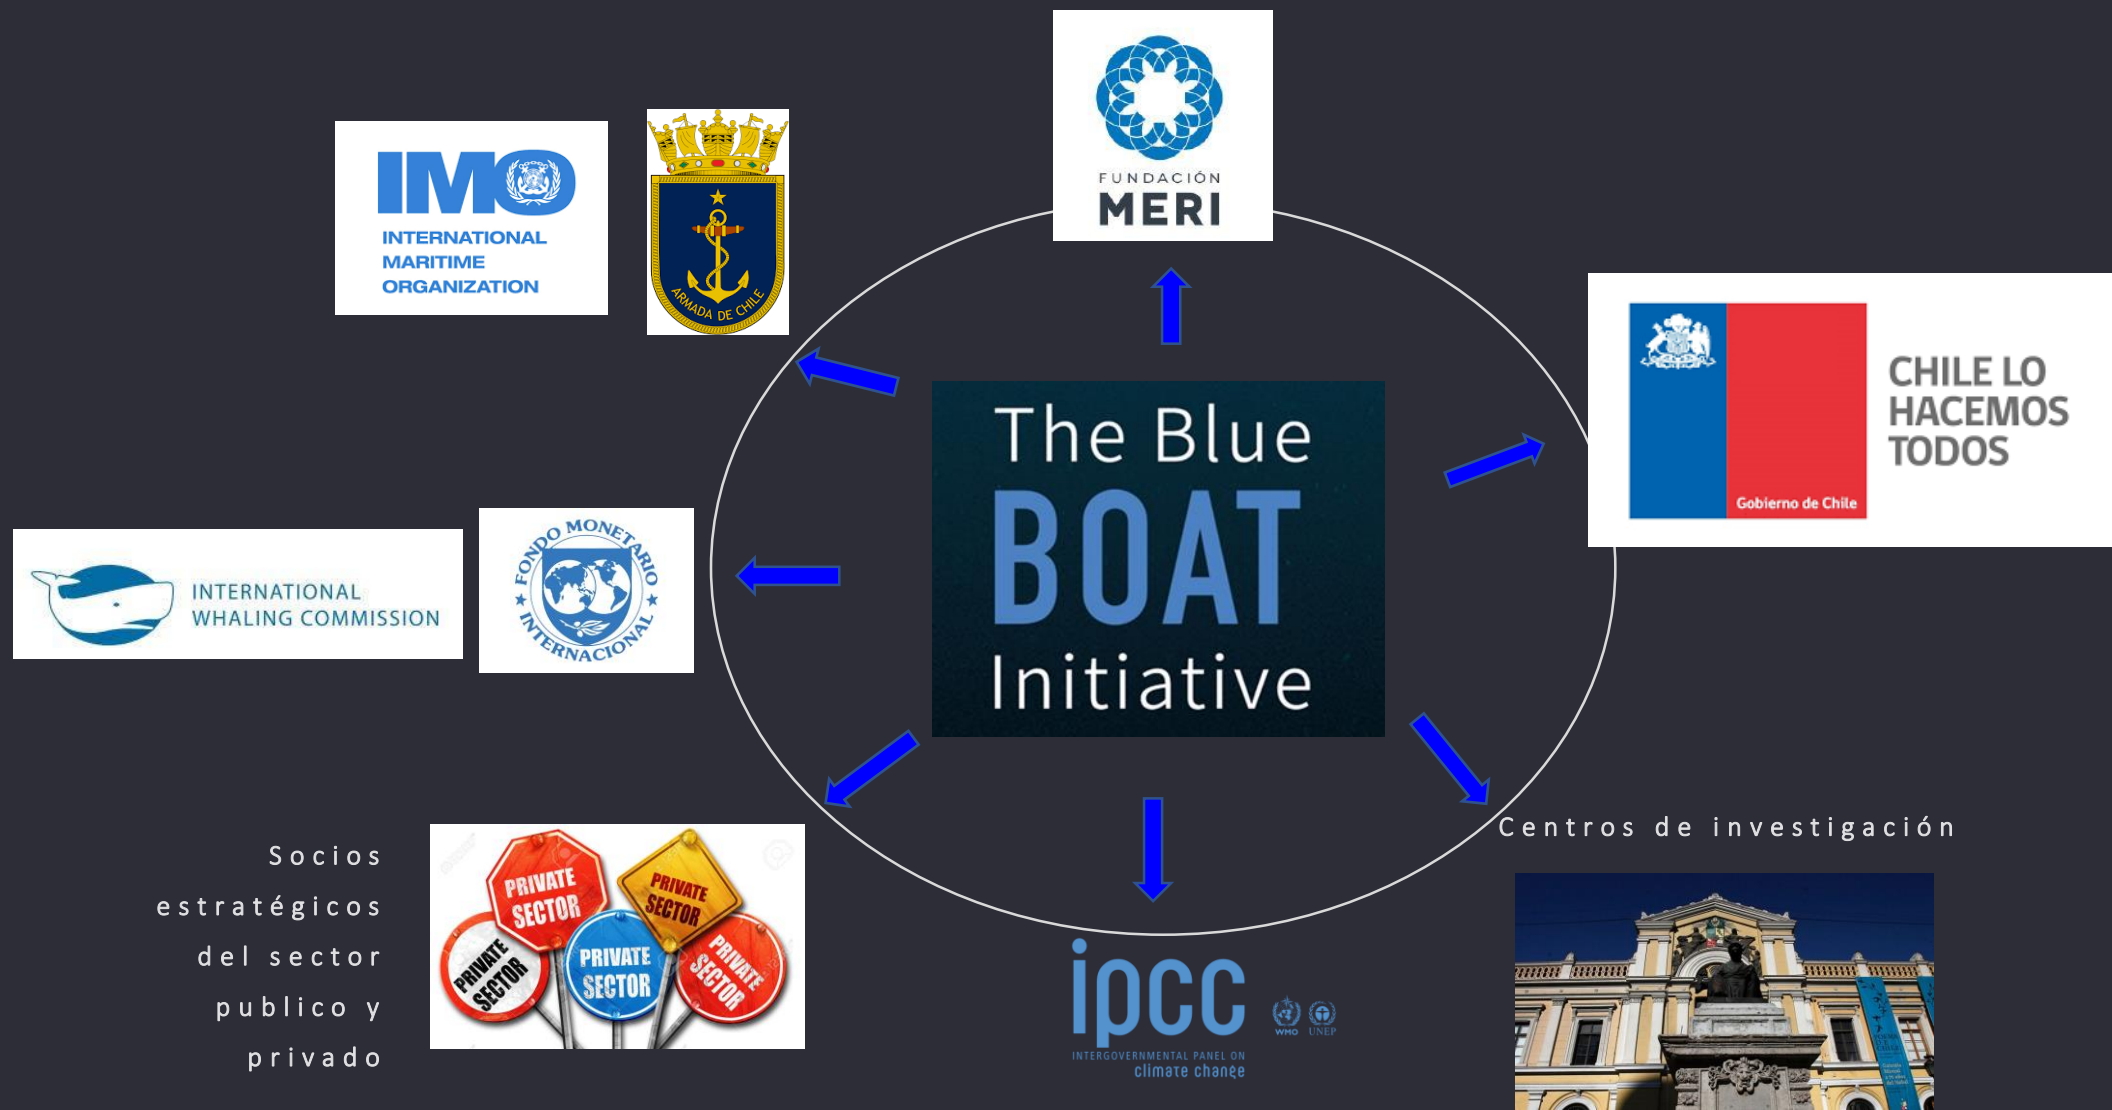 FUNDACIÓN
MERI
IMO
INTERNATIONAL
MARITIME
ORGANIZATION
ARMADA DE CHILE
CHILE LO
HACEMOS
TODOS
Gobierno de Chile
The Blue
BOAT
Initiative
INTERNATIONAL
WHALING COMMISSION
FONDO MONETARIO
INTERNACIONAL
Socios
estratégicos
del sector
publico y
privado
PRIVATE
SECTOR
PRIVATE
SECTOR
PRIVATE
SECTOR
PRIVATE
SECTOR
PRIVATE
SECTOR
ipcc
INTERGOVERNMENTAL PANEL ON
climate change
WMO
UNEP
Centros de investigación